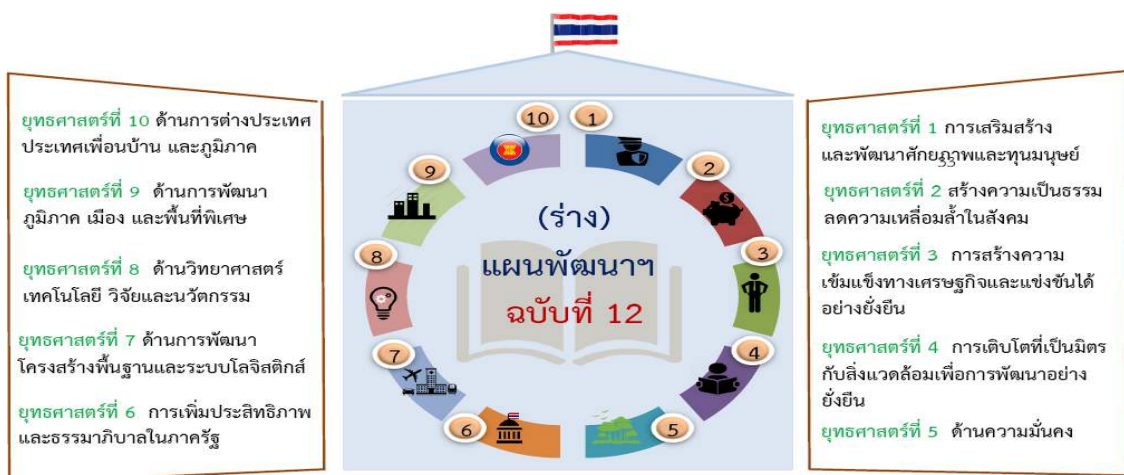 ยุทธศาสตร์ที่ 10 ด้านการต่างประเทศ
ประเทศเพื่อนบ้าน และภูมิภาค
ยุทธศาสตร์ที่ 9 ด้านการพัฒนา
ภูมิภาค เมือง และพื้นที่พิเศษ
ยุทธศาสตร์ที่ 8 ด้านวิทยาศาสตร์
เทคโนโลยี วิจัยและนวัตกรรม
ยุทธศาสตร์ที่ 7 ด้านการพัฒนา
โครงสร้างพื้นฐานและระบบโลจิสติกส์
ยุทธศาสตร์ที่ 6 การเพิ่มประสิทธิภาพ
และธรรมาภิบาลในภาครัฐ
10
1
9
2
8
3
7
4
6
5
(ร่าง)
แผนพัฒนาฯ
ฉบับที่ 12
ยุทธศาสตร์ที่ 1 การเสริมสร้าง
และพัฒนาศักยฎาพและทุนมนุษย์
ยุทธศาสตร์ที่ 2 สร้างความเป็นธรรม
ลดความเหลื่อมล้ำในสังคม
ยุทธศาสตร์ที่ 3 การสร้างความ
เข้มแข็งทางเศรษฐกิจและแข่งขันได้
อย่างยั่งยืน
ยุทธศาสตร์ที่ 4 การเติบโตที่เป็นมิตร
กับสิ่งแวดล้อมเพื่อการพัฒนาอย่าง
ยั่งยืน
ยุทธศาสตร์ที่ 5 ด้านความมั่นคง